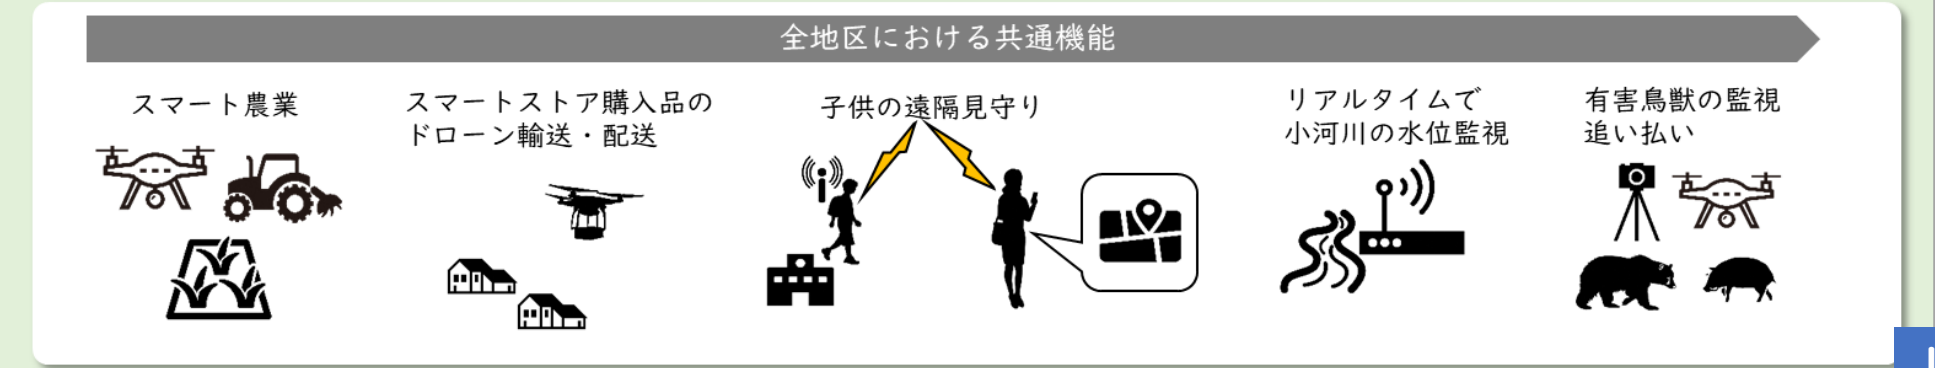 全地区における共通機能
スマート農業
スマートストア購入品の
ドローン輸送・配送
子供の遠隔見守り
リアルタイムで
小河川の水位監視
有害鳥獣の監視
追い払い